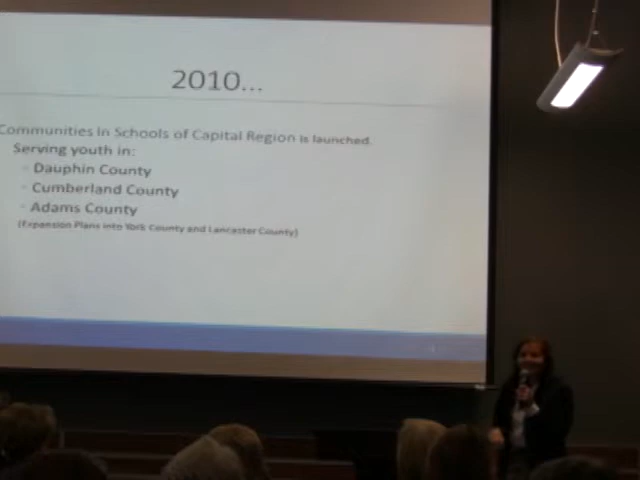 2010...
Communities In Schools of Capital Region is launched.
Serving youth in:
Dauphin County
Cumberland County
Adams County
(Expansion Plans into York County and Lancaster County)